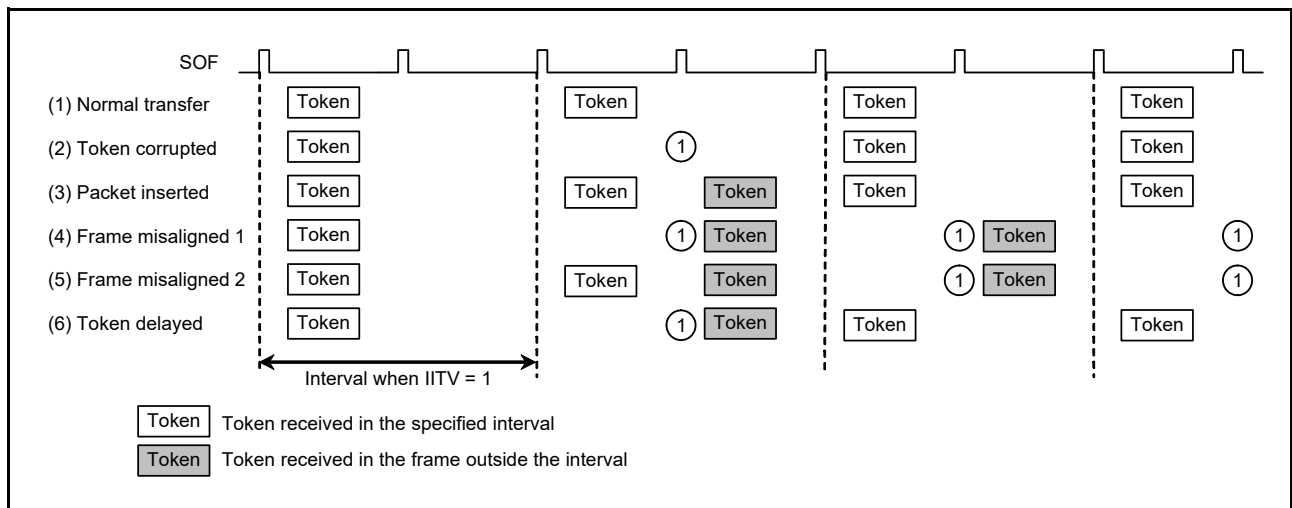 SOF
(1) Normal transfer Token Token Token Token
(2) Token corrupted Token 1 Token Token
(3) Packet inserted Token Token Token Token Token
(4) Frame misaligned 1 Token 1 Token 1 Token 1
(5) Frame misaligned 2 Token Token Token 1 Token 1
(6) Token delayed Token 1 Token Token Token
Interval when IITV = 1
Token Token received in the specified interval
Token Token received in the frame outside the interval